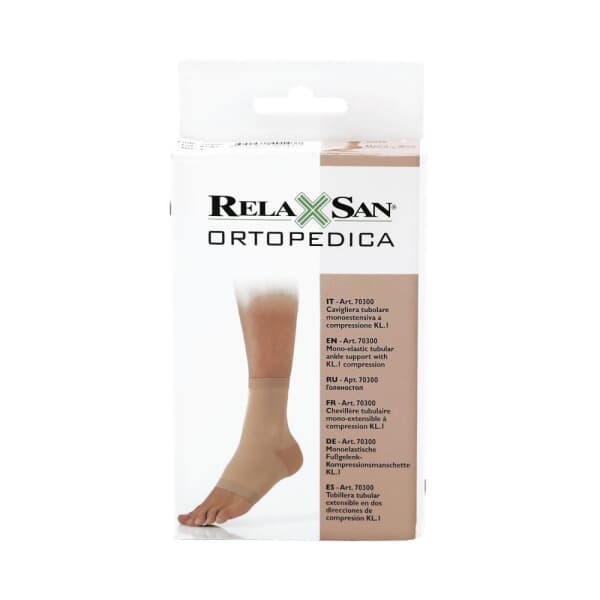 RELAXSAN®
ORTOPEDICA
IT - Art. 70300
Cavigliera tubolare
monoestensiva a
compressione KL.1
EN - Art. 70300
Mono-elastic tubular
ankle support with
KL.1 compression
RU - Арт. 70300
Голяностоп
FR - Art. 70300
Chevillère tubulaire
mono-extensible à
compression KL.1
DE - Art. 70300
Monoelastische
Fußgelenk-
Kompressionsmanschette
KL.1
ES - Art. 70300
Tobillera tubular
extensible en dos
direcciones de
compresión KL.1